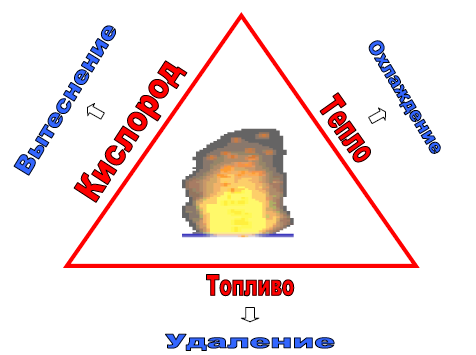 Вытеснение
Кислород
Тепло
Охлаждение
Топливо
Удаление